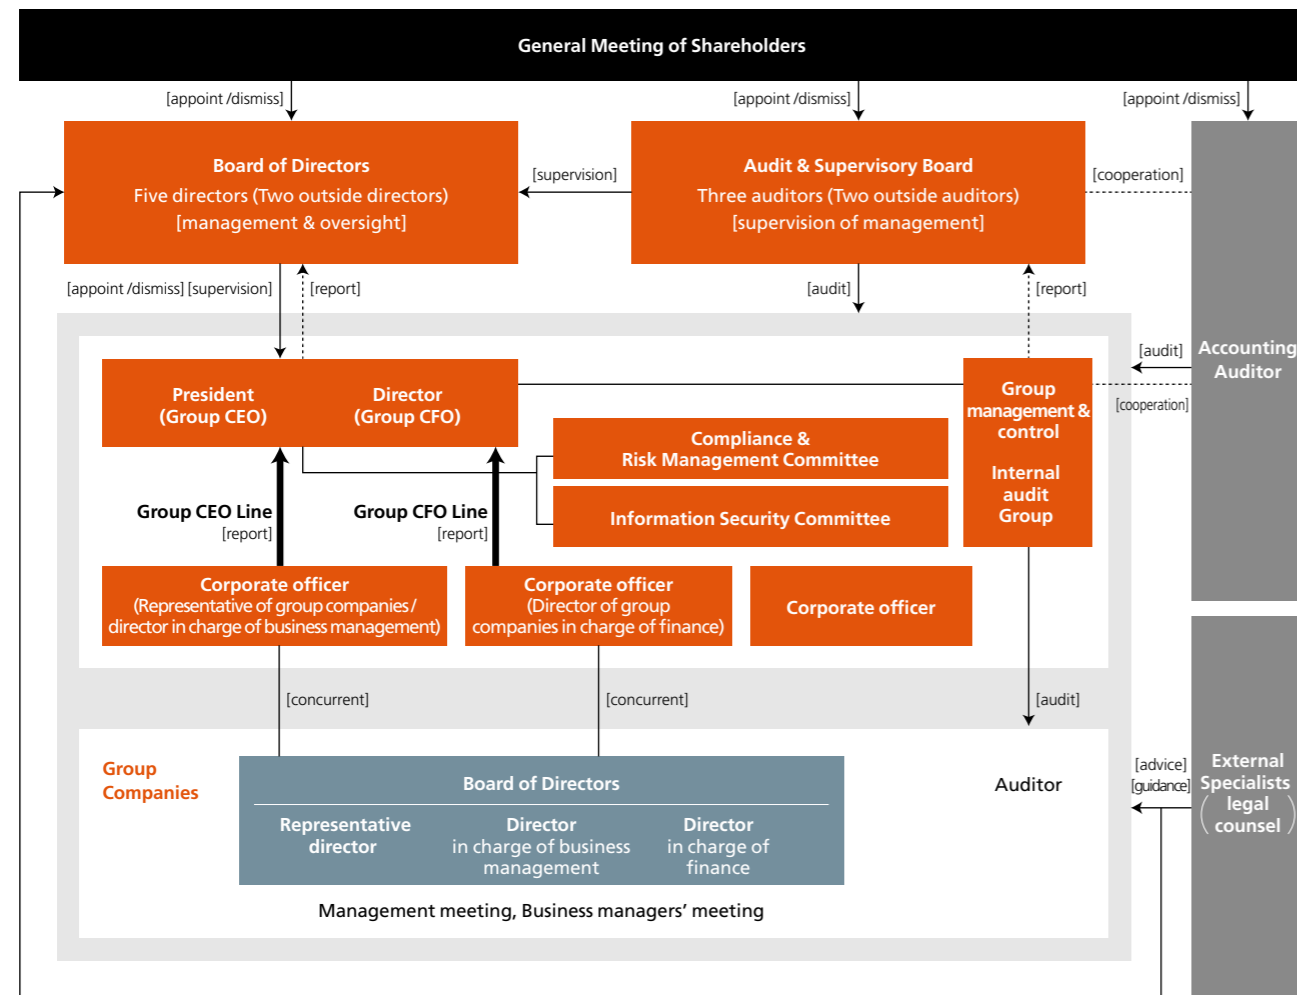 General Meeting of Shareholders
[appoint /dismiss]
[appoint /dismiss]
[appoint /dismiss]
Board of Directors
Five directors (Two outside directors)
[management & oversight]
[supervision]
Audit & Supervisory Board
Three auditors (Two outside auditors)
[supervision of management]
[cooperation]
[appoint /dismiss] [supervision]
[report]
[audit]
[report]
Accounting
Auditor
[audit]
[cooperation]
President
(Group CEO)
Director
(Group CFO)
Group
management &
control
Internal
audit
Group
Compliance &
Risk Management Committee
Information Security Committee
Group CEO Line
[report]
Group CFO Line
[report]
Corporate officer
(Representative of group companies /
director in charge of business management)
Corporate officer
(Director of group
companies in charge of finance)
Corporate officer
[concurrent]
[concurrent]
[audit]
Group
Companies
Board of Directors
Representative
director
Director
in charge of business
management
Director
in charge of
finance
Auditor
Management meeting, Business managers' meeting
[advice]
[guidance]
External
Specialists
(legal
counsel)